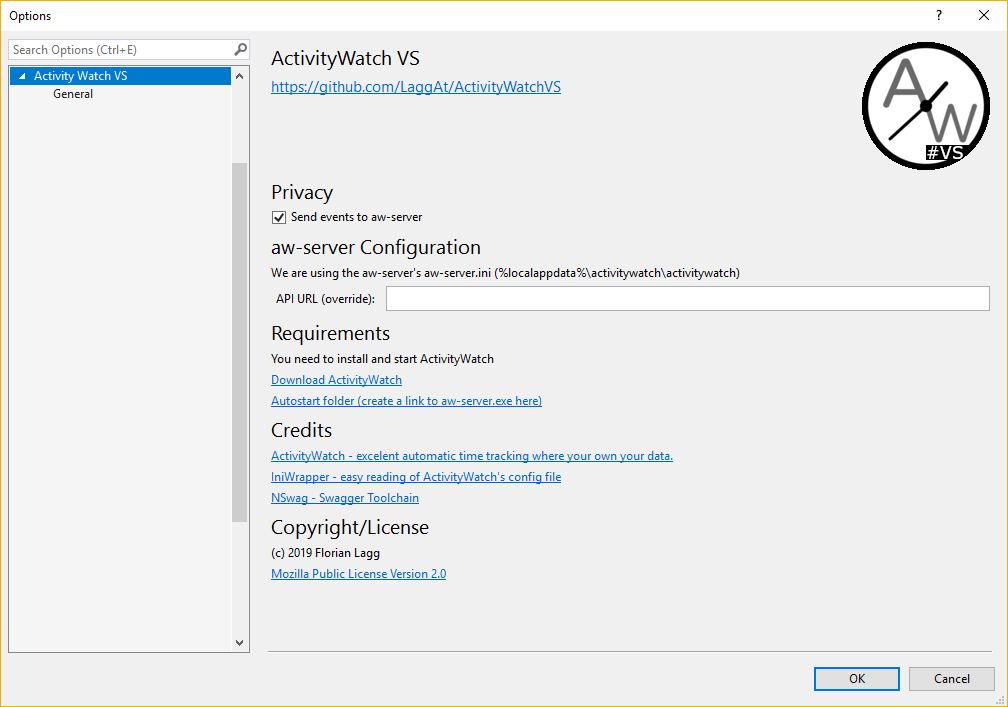 Options
?
Search Options (Ctrl+E)
Activity Watch VS
General
ActivityWatch VS
https://github.com/LaggAt/ActivityWatchVS
AW
#VS
Privacy
Send events to aw-server
aw-server Configuration
We are using the aw-server's aw-server.ini (%localappdata%\activitywatch\activitywatch)
API URL (override):
Requirements
You need to install and start ActivityWatch
Download ActivityWatch
Autostart folder (create a link to aw-server.exe here)
Credits
ActivityWatch - excelent automatic time tracking where your own your data.
IniWrapper - easy reading of ActivityWatch's config file
NSwag - Swagger Toolchain
Copyright/License
(c) 2019 Florian Lagg
Mozilla Public License Version 2.0
OK Cancel